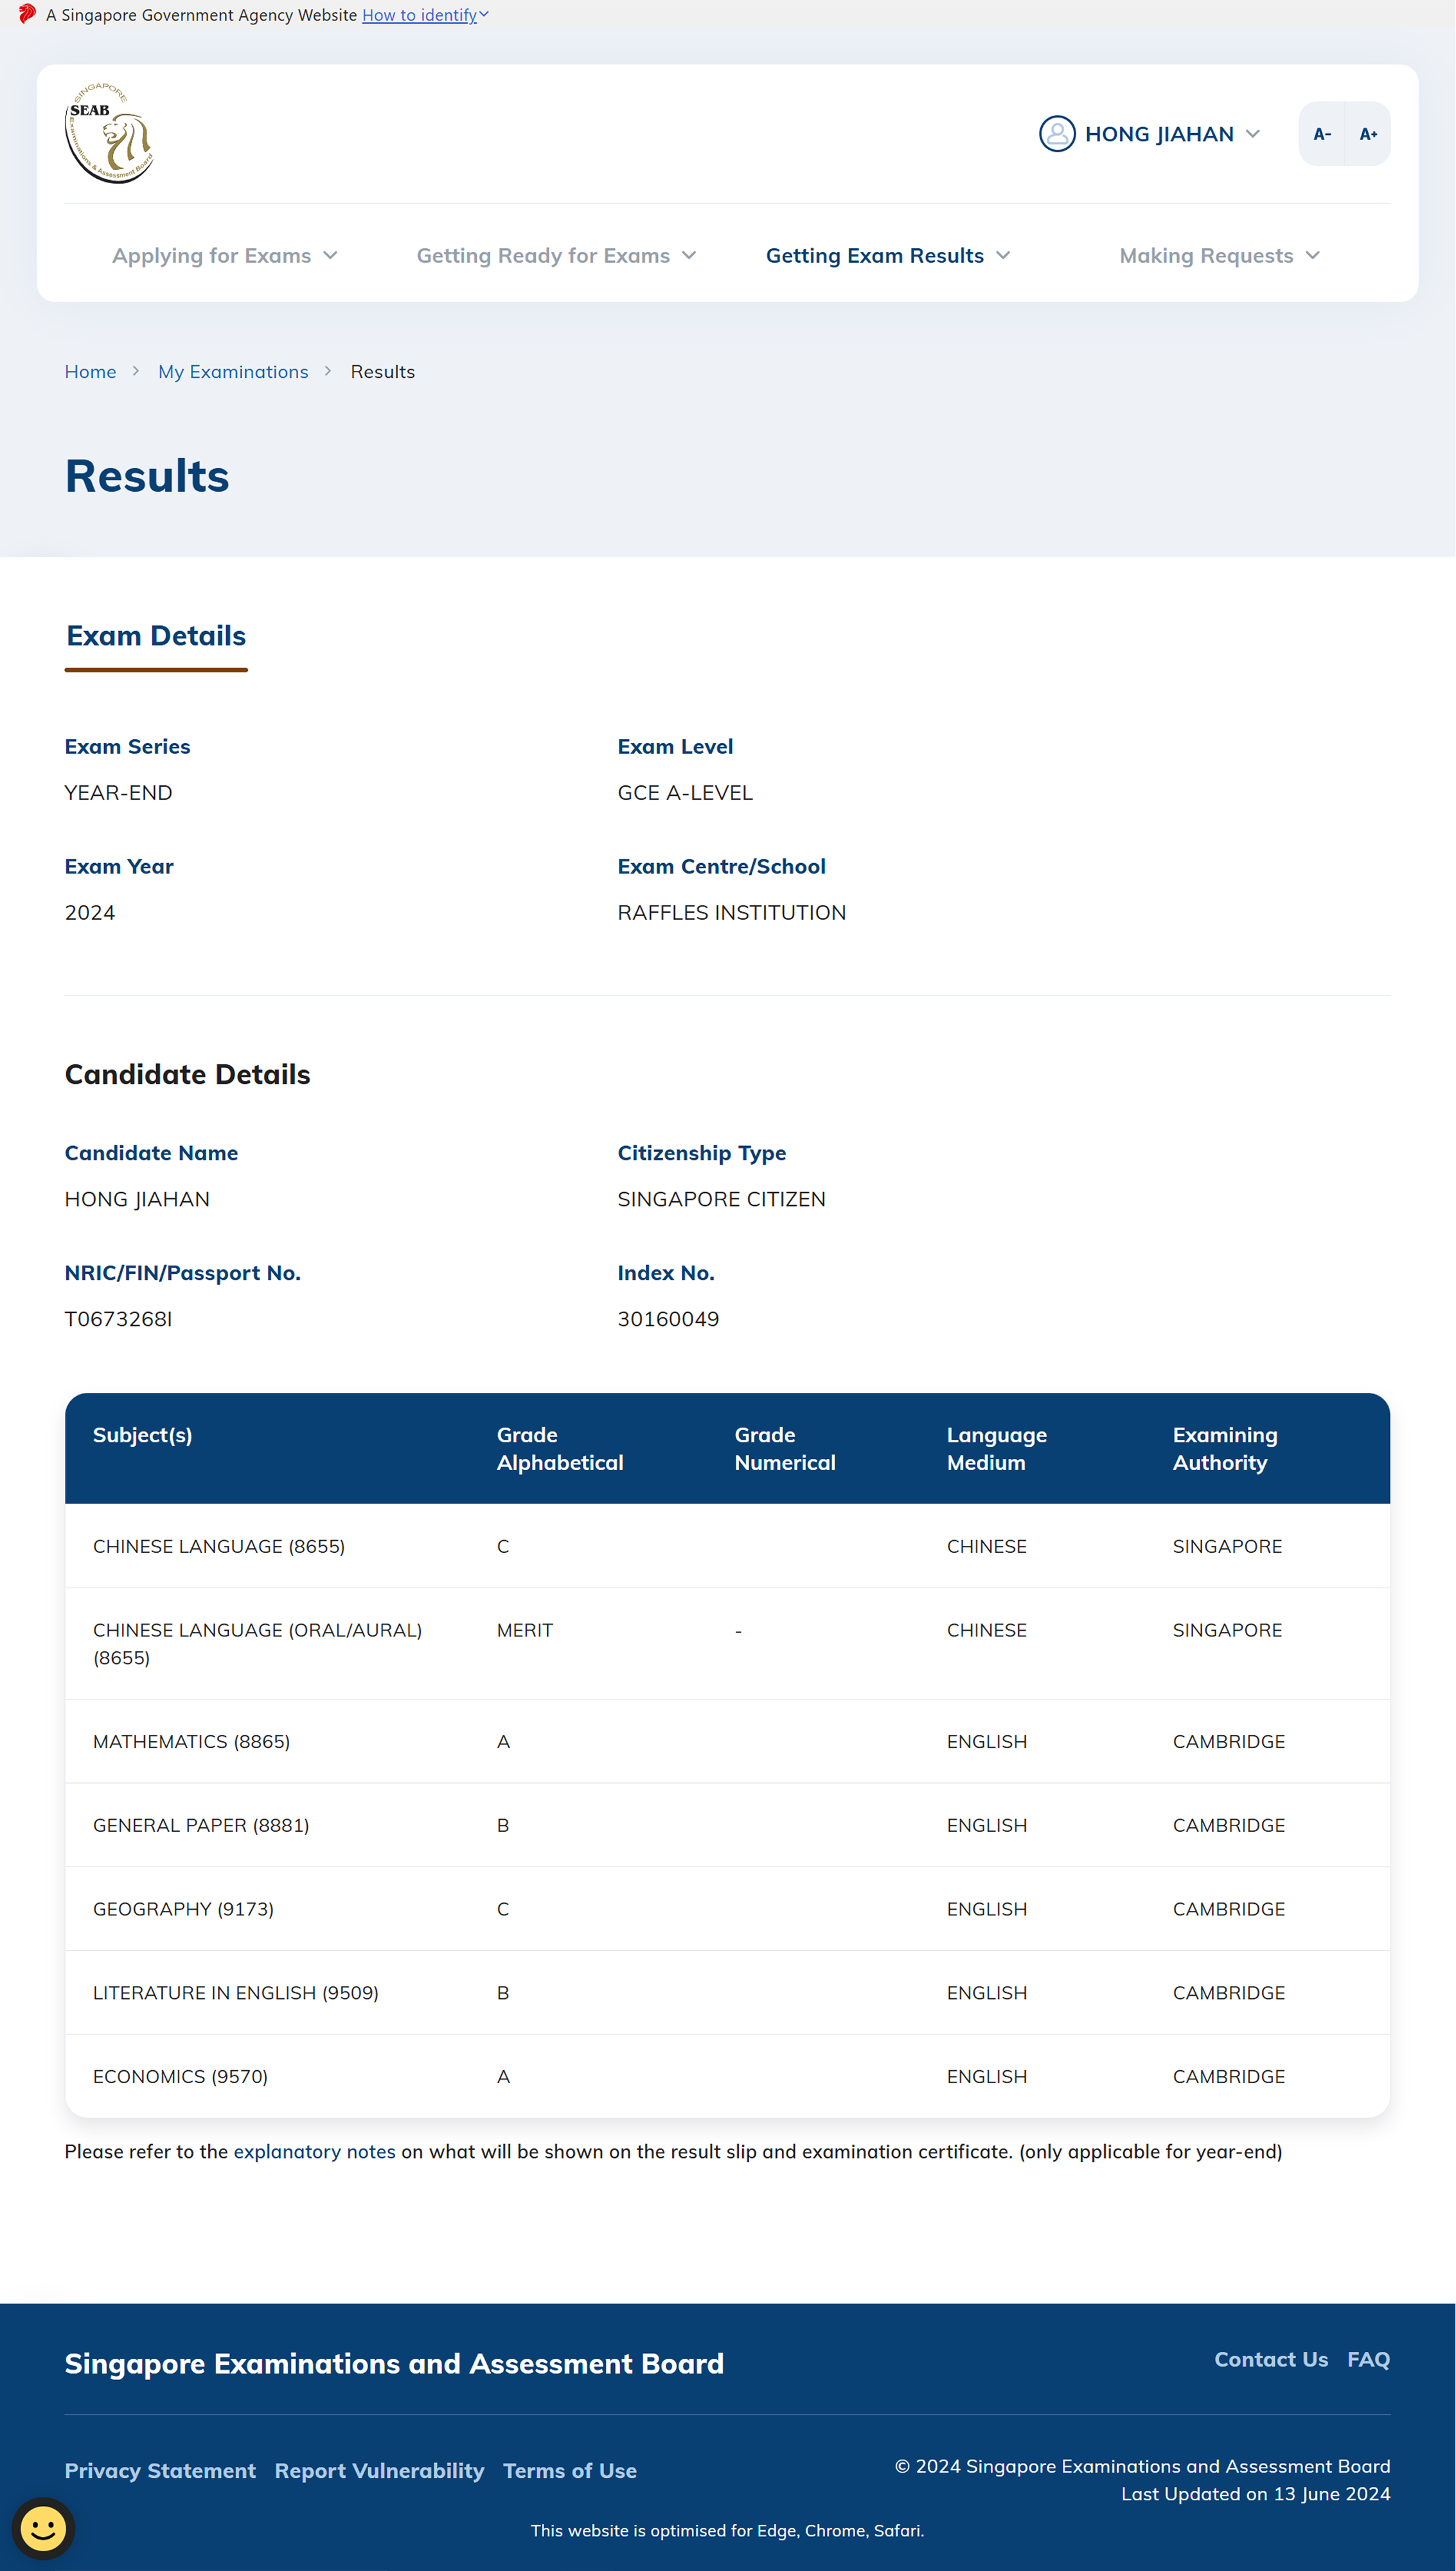 A Singapore Government Agency Website How to identify
SINGAPORE
SEAB
Examinations & Assessment Board
HONG JIAHAN
A- A+
Applying for Exams Getting Ready for Exams Getting Exam Results Making Requests
Home > My Examinations > Results
Results
Exam Details
Exam Series Exam Level
YEAR-END GCE A-LEVEL
Exam Year Exam Centre/School
2024 RAFFLES INSTITUTION
Candidate Details
Candidate Name Citizenship Type
HONG JIAHAN SINGAPORE CITIZEN
NRIC/FIN/Passport No. Index No.
T0673268I 30160049
Subject(s) Grade Alphabetical Grade Numerical Language Medium Examining Authority
CHINESE LANGUAGE (8655) C CHINESE SINGAPORE
CHINESE LANGUAGE (ORAL/AURAL) (8655) MERIT - CHINESE SINGAPORE
MATHEMATICS (8865) A ENGLISH CAMBRIDGE
GENERAL PAPER (8881) B ENGLISH CAMBRIDGE
GEOGRAPHY (9173) C ENGLISH CAMBRIDGE
LITERATURE IN ENGLISH (9509) B ENGLISH CAMBRIDGE
ECONOMICS (9570) A ENGLISH CAMBRIDGE
Please refer to the explanatory notes on what will be shown on the result slip and examination certificate. (only applicable for year-end)
Singapore Examinations and Assessment Board Contact Us FAQ
Privacy Statement Report Vulnerability Terms of Use
© 2024 Singapore Examinations and Assessment Board
Last Updated on 13 June 2024
This website is optimised for Edge, Chrome, Safari.